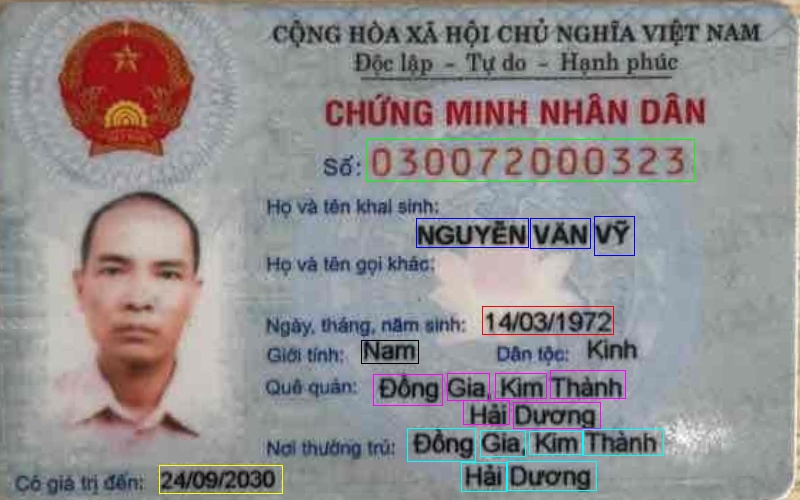 CỘNG HÒA XÃ HỘI CHỦ NGHĨA VIỆT NAM
Độc lập - Tự do - Hạnh phúc
CHỨNG MINH NHÂN DÂN
Số: 030072000323
Họ và tên khai sinh:
NGUYỄN VĂN VỸ
Họ và tên gọi khác:
Ngày, tháng, năm sinh: 14/03/1972
Giới tính: Nam Dân tộc: Kinh
Quê quán: Đồng Gia, Kim Thành
Hải Dương
Nơi thường trú: Đồng Gia, Kim Thành
Hải Dương
Có giá trị đến: 24/09/2030